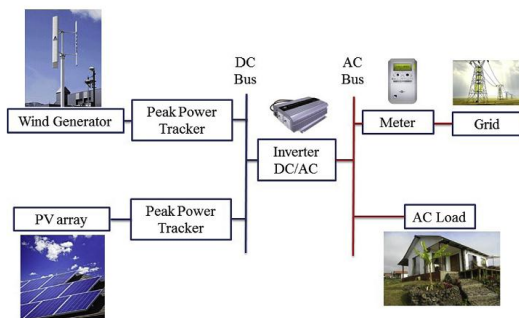 DC
Bus
AC
Bus
Wind Generator
Peak Power
Tracker
Inverter
DC/AC
Meter
Grid
PV array
Peak Power
Tracker
AC Load